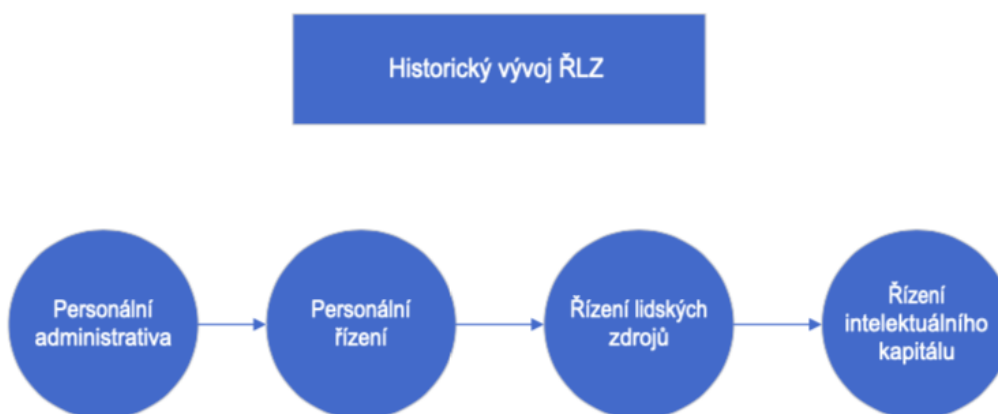 Historický vývoj ŘLZ
Personální
administrativa
Personální
řízení
Řízení lidských
zdrojů
Řízení
intelektuálního
kapitálu